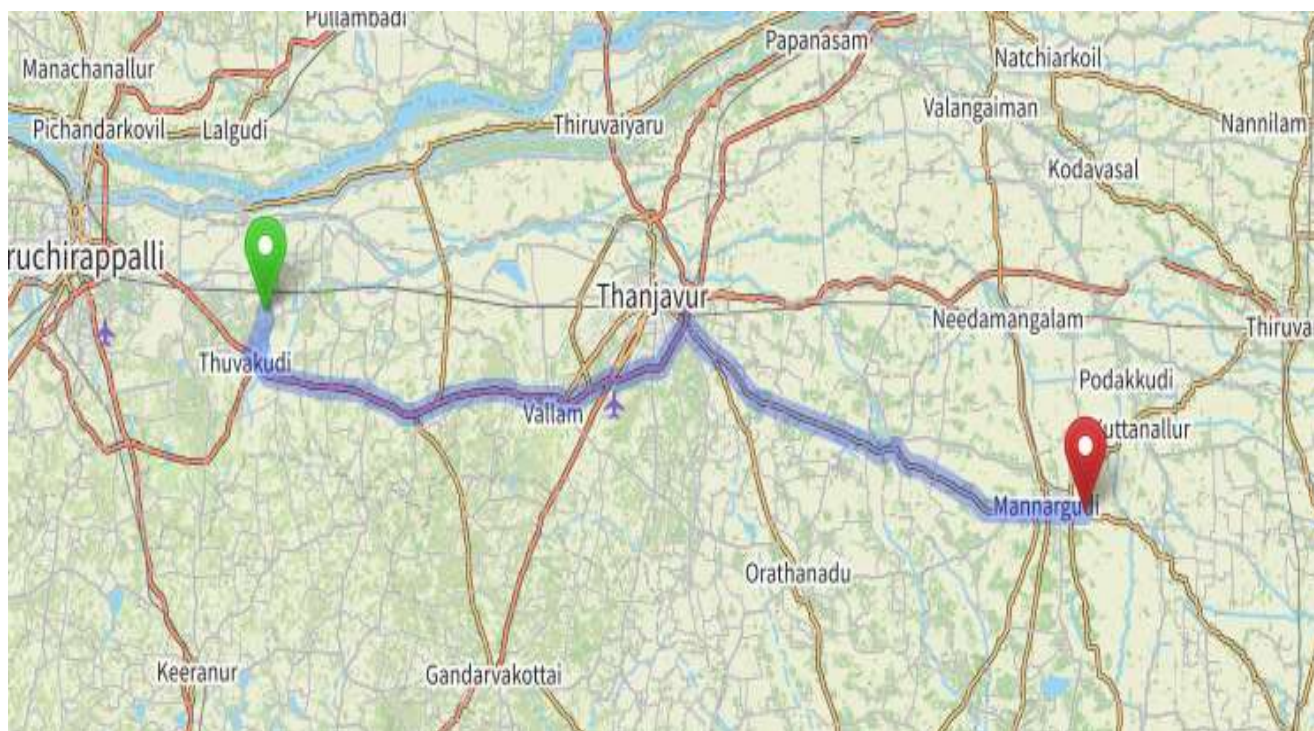 Pullambadi
Papanasam
Natchiarkoil
Manachanallur
Valangaiman
Nannilam
Pichandarkovil
Lalgudi
Thiruvaiyaru
Kodavasal
ruchirappalli
Thanjavur
Needamangalam
Thiruva
Thuvakudi
Podakkudi
Vallam
uttanallur
Mannargudi
Orathanadu
Keeranur
Gandarvakottai